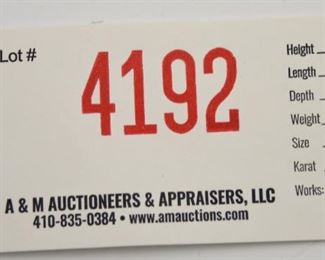 Lot #
4192
Height
Length
Depth
Weight
Size
Karat
Works:
A & M AUCTIONEERS & APPRAISERS, LLC
410-835-0384 • www.amauctions.com